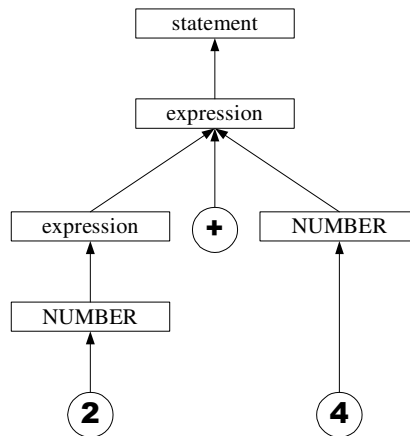 statement
expression
expression
+
NUMBER
NUMBER
2
4